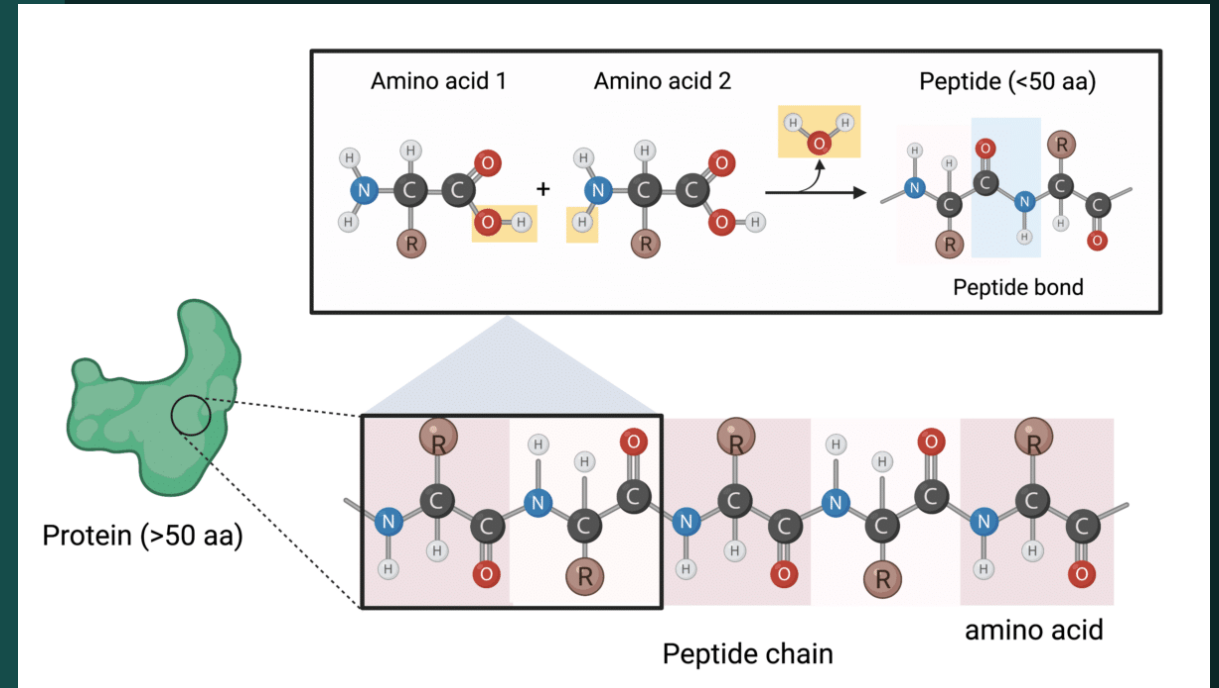 Amino acid 1
Amino acid 2
Peptide (<50 aa)
H
H
H
H
O
R
N
C
C
O
+
N
C
C
O
N
C
C
O
H
H
O
H
H
O
H
R
R
H
H
O
R
N
C
C
N
C
C
R
H
H
O
Peptide bond
Protein (>50 aa)
R
H
H
O
R
H
H
O
R
N
C
C
N
C
C
N
C
C
N
C
C
N
C
C
H
H
O
R
H
H
O
R
H
H
O
amino acid
Peptide chain